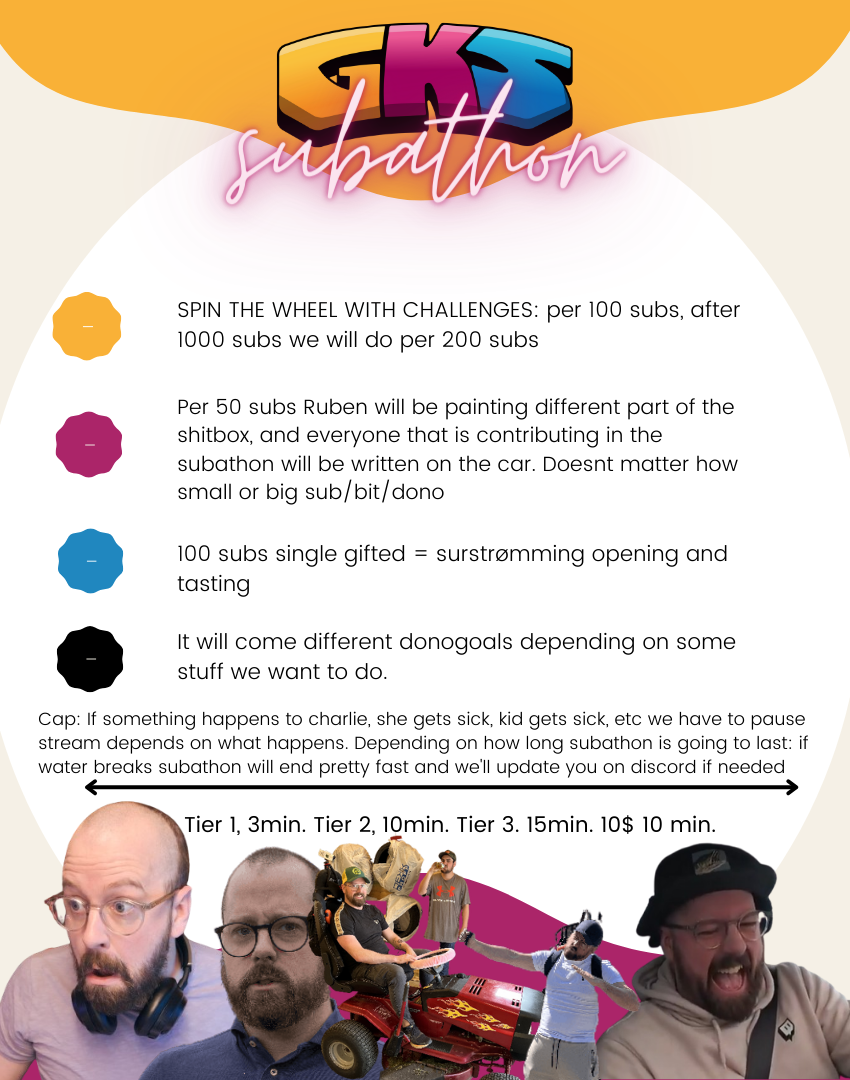 GKS
subathon
SPIN THE WHEEL WITH CHALLENGES: per 100 subs, after
1000 subs we will do per 200 subs
Per 50 subs Ruben will be painting different part of the
shitbox, and everyone that is contributing in the
subathon will be written on the car. Doesnt matter how
small or big sub/bit/dono
100 subs single gifted = surstrømming opening and
tasting
It will come different donogoals depending on some
stuff we want to do.
Cap: If something happens to charlie, she gets sick, kid gets sick, etc we have to pause
stream depends on what happens. Depending on how long subathon is going to last: if
water breaks subathon will end pretty fast and we'll update you on discord if needed
Tier 1, 3min. Tier 2, 10min. Tier 3. 15min. 10$ 10 min.